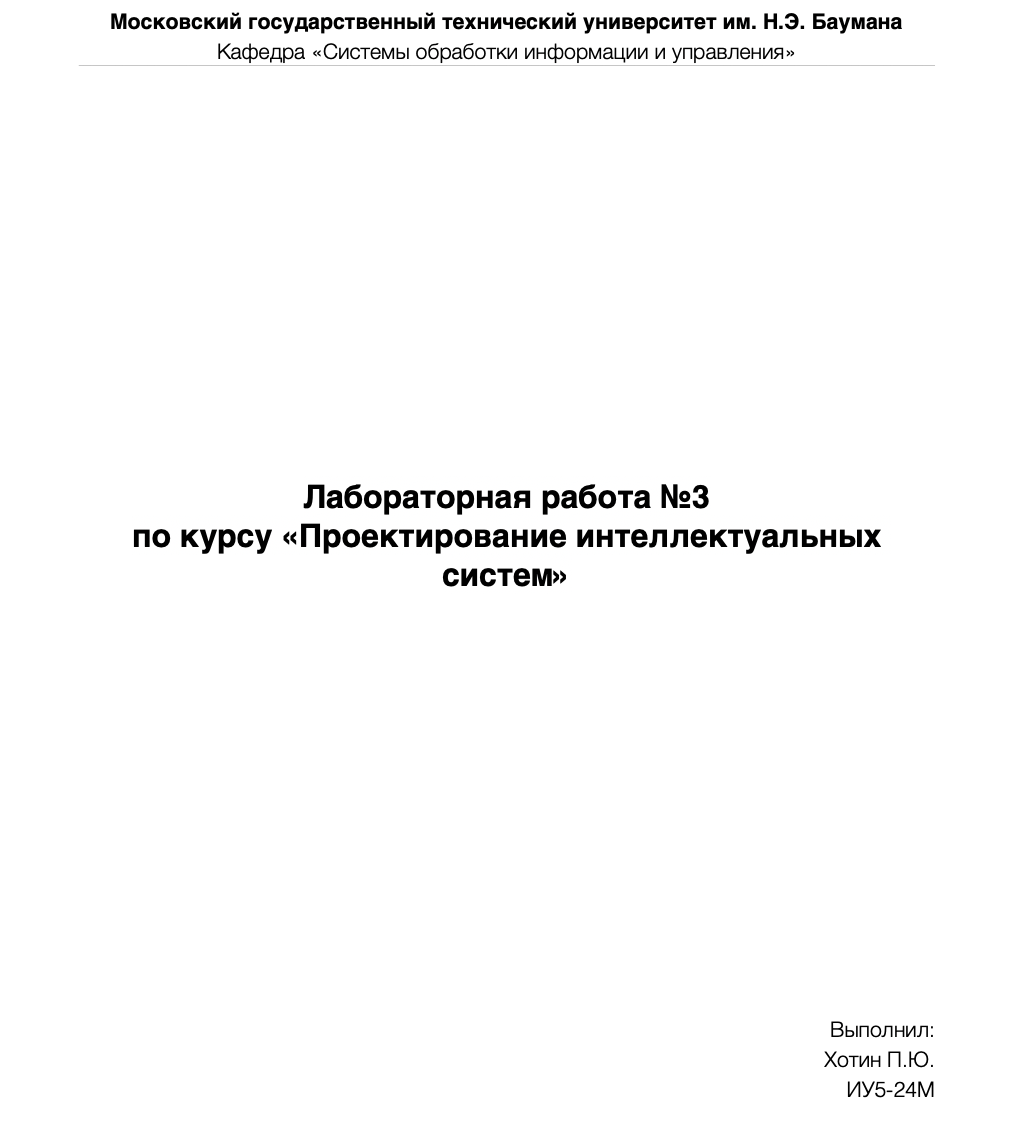 Московский государственный технический университет им. Н.Э. Баумана
Кафедра «Системы обработки информации и управления»
Лабораторная работа №3
по курсу «Проектирование интеллектуальных
систем»
Выполнил:
Хотин П.Ю.
ИУ5-24М